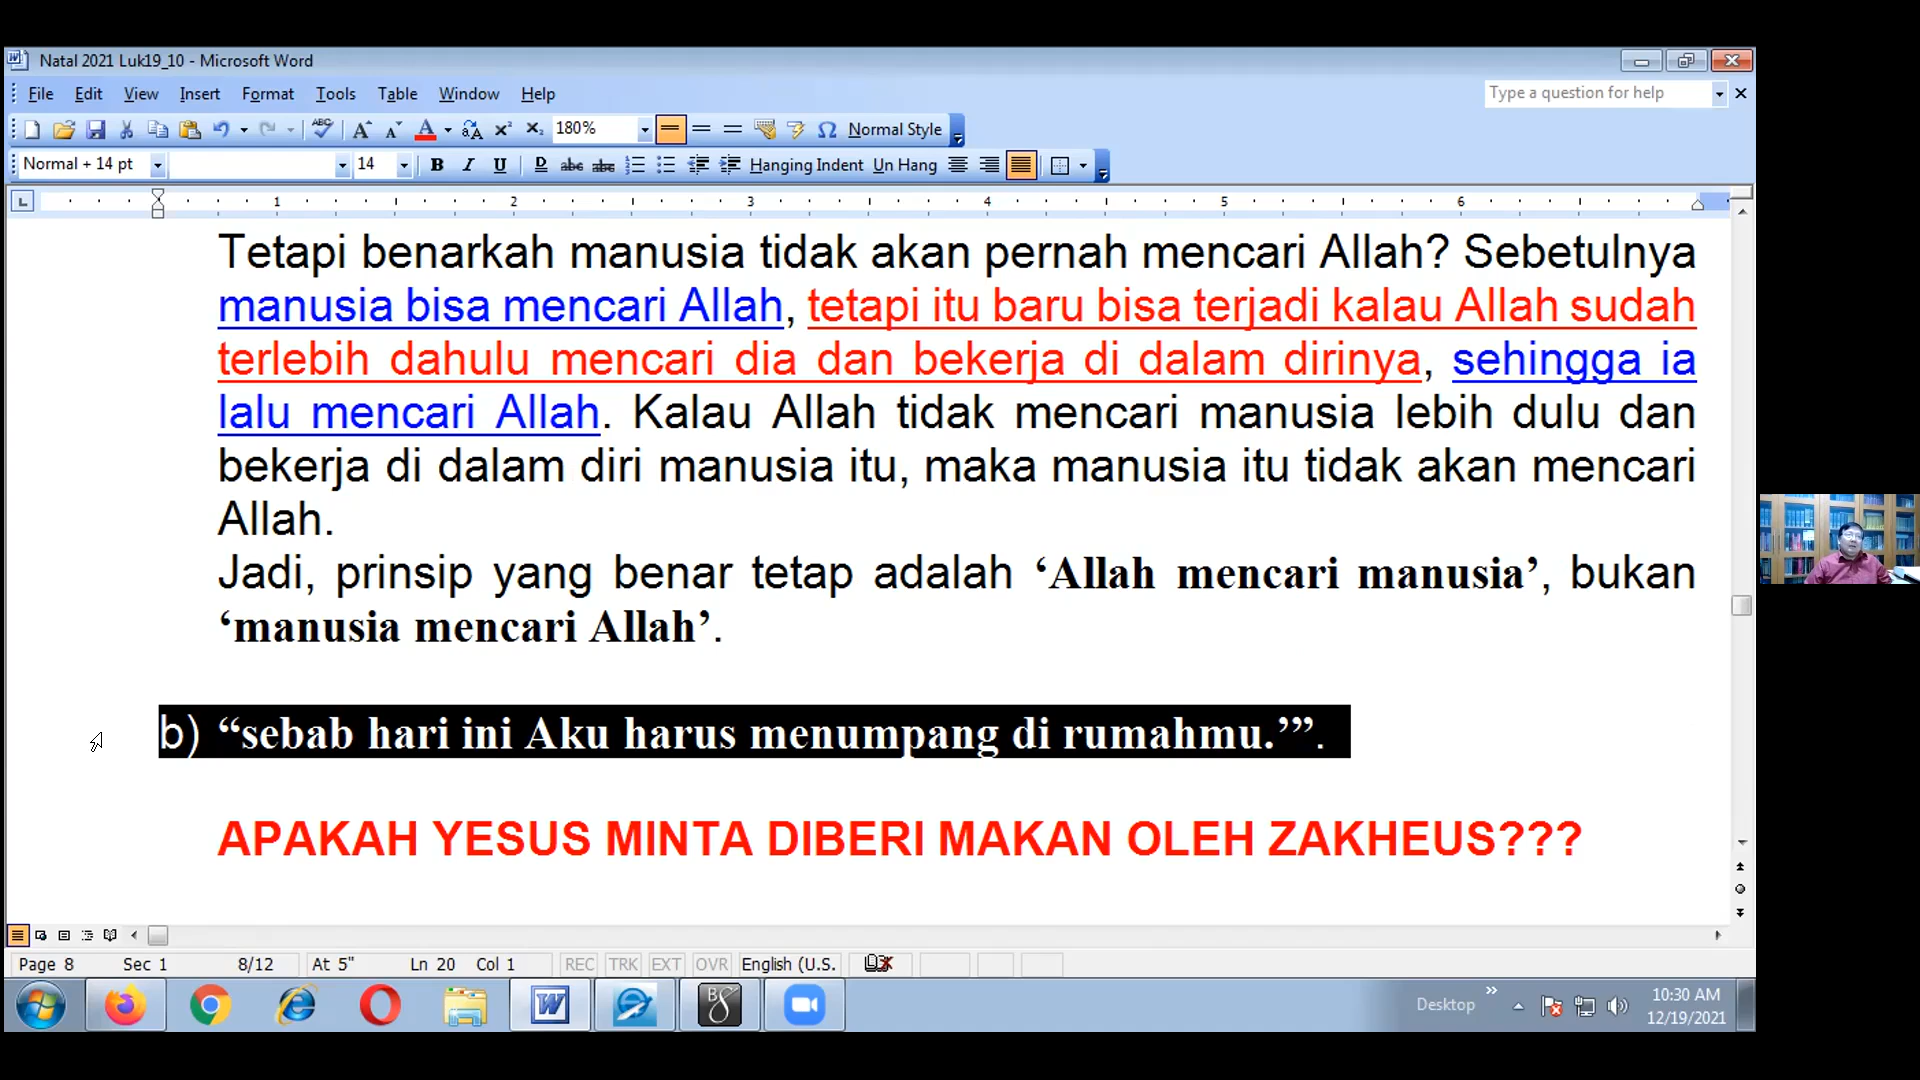 Natal 2021 Luk19_10 - Microsoft Word
File Edit View Insert Format Tools Table Window Help
Type a question for help
180%
Normal Style
Normal + 14 pt
14
B I U
Hanging Indent Un Hang
1 2 3 4 5 6
Tetapi benarkah manusia tidak akan pernah mencari Allah? Sebetulnya
manusia bisa mencari Allah, tetapi itu baru bisa terjadi kalau Allah sudah
terlebih dahulu mencari dia dan bekerja di dalam dirinya, sehingga ia
lalu mencari Allah. Kalau Allah tidak mencari manusia lebih dulu dan
bekerja di dalam diri manusia itu, maka manusia itu tidak akan mencari
Allah.
Jadi, prinsip yang benar tetap adalah ‘Allah mencari manusia’, bukan
‘manusia mencari Allah’.
b) “sebab hari ini Aku harus menumpang di rumahmu.’”.
APAKAH YESUS MINTA DIBERI MAKAN OLEH ZAKHEUS???
Page 8 Sec 1 8/12 At 5" Ln 20 Col 1 REC TRK EXT OVR English (U.S.
Desktop
10:30 AM
12/19/2021